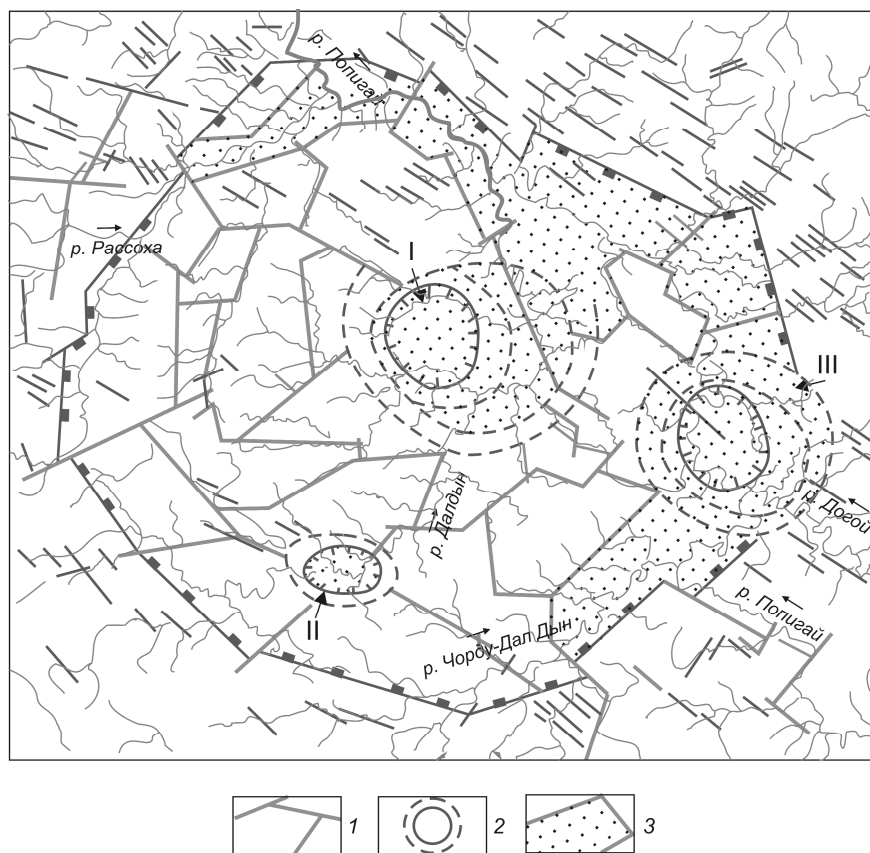 р. Попигай
р. Рассоха
I
III
р. Далдын
р. Догой
р. Попигай
II
р. Чорбу-Дал Дын
1
2
3